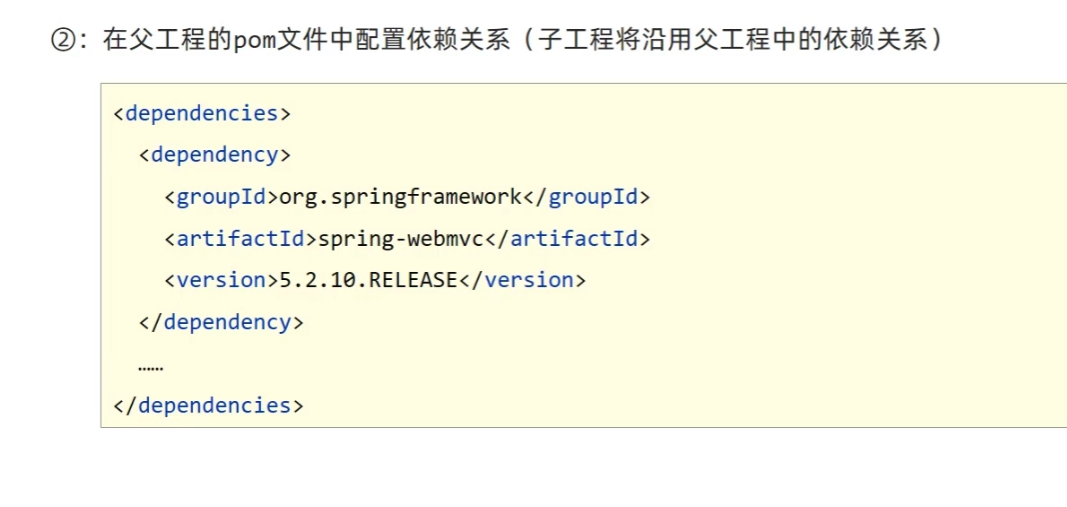 ②：在父工程的pom文件中配置依赖关系（子工程将沿用父工程中的依赖关系）
<dependencies>
<dependency>
<groupId>org.springframework</groupId>
<artifactId>spring-webmvc</artifactId>
<version>5.2.10.RELEASE</version>
</dependency>
……
</dependencies>